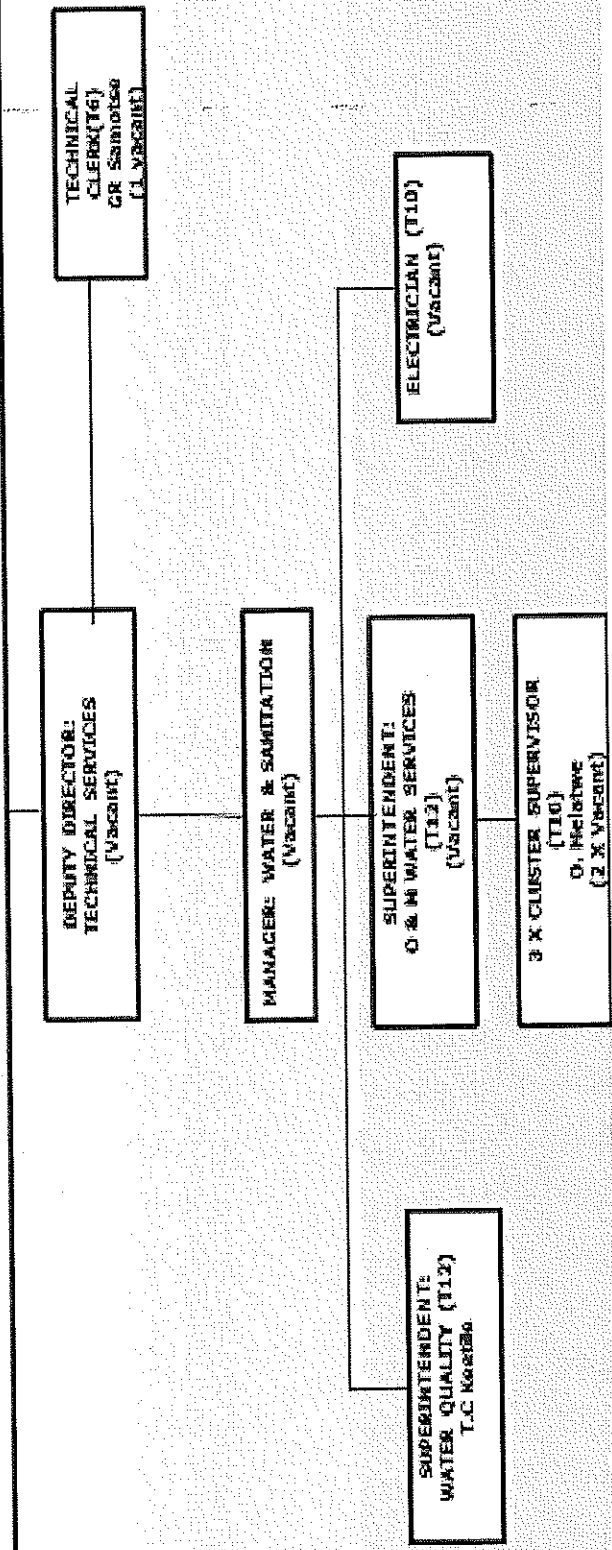 DEPUTY DIRECTOR:
TECHNICAL SERVICES
(Vacant)
TECHNICAL
CLERK(T6)
GR Samotse
(1 vacant)
MANAGER: WATER & SANITATION
(Vacant)
SUPERINTENDENT:
WATER QUALITY (T12)
T.C
SUPERINTENDENT:
O & M WATER SERVICES
(T12)
(Vacant)
ELECTRICIAN (T10)
(Vacant)
3 X CLUSTER SUPERVISOR
(T10)
O.
(2 X Vacant)